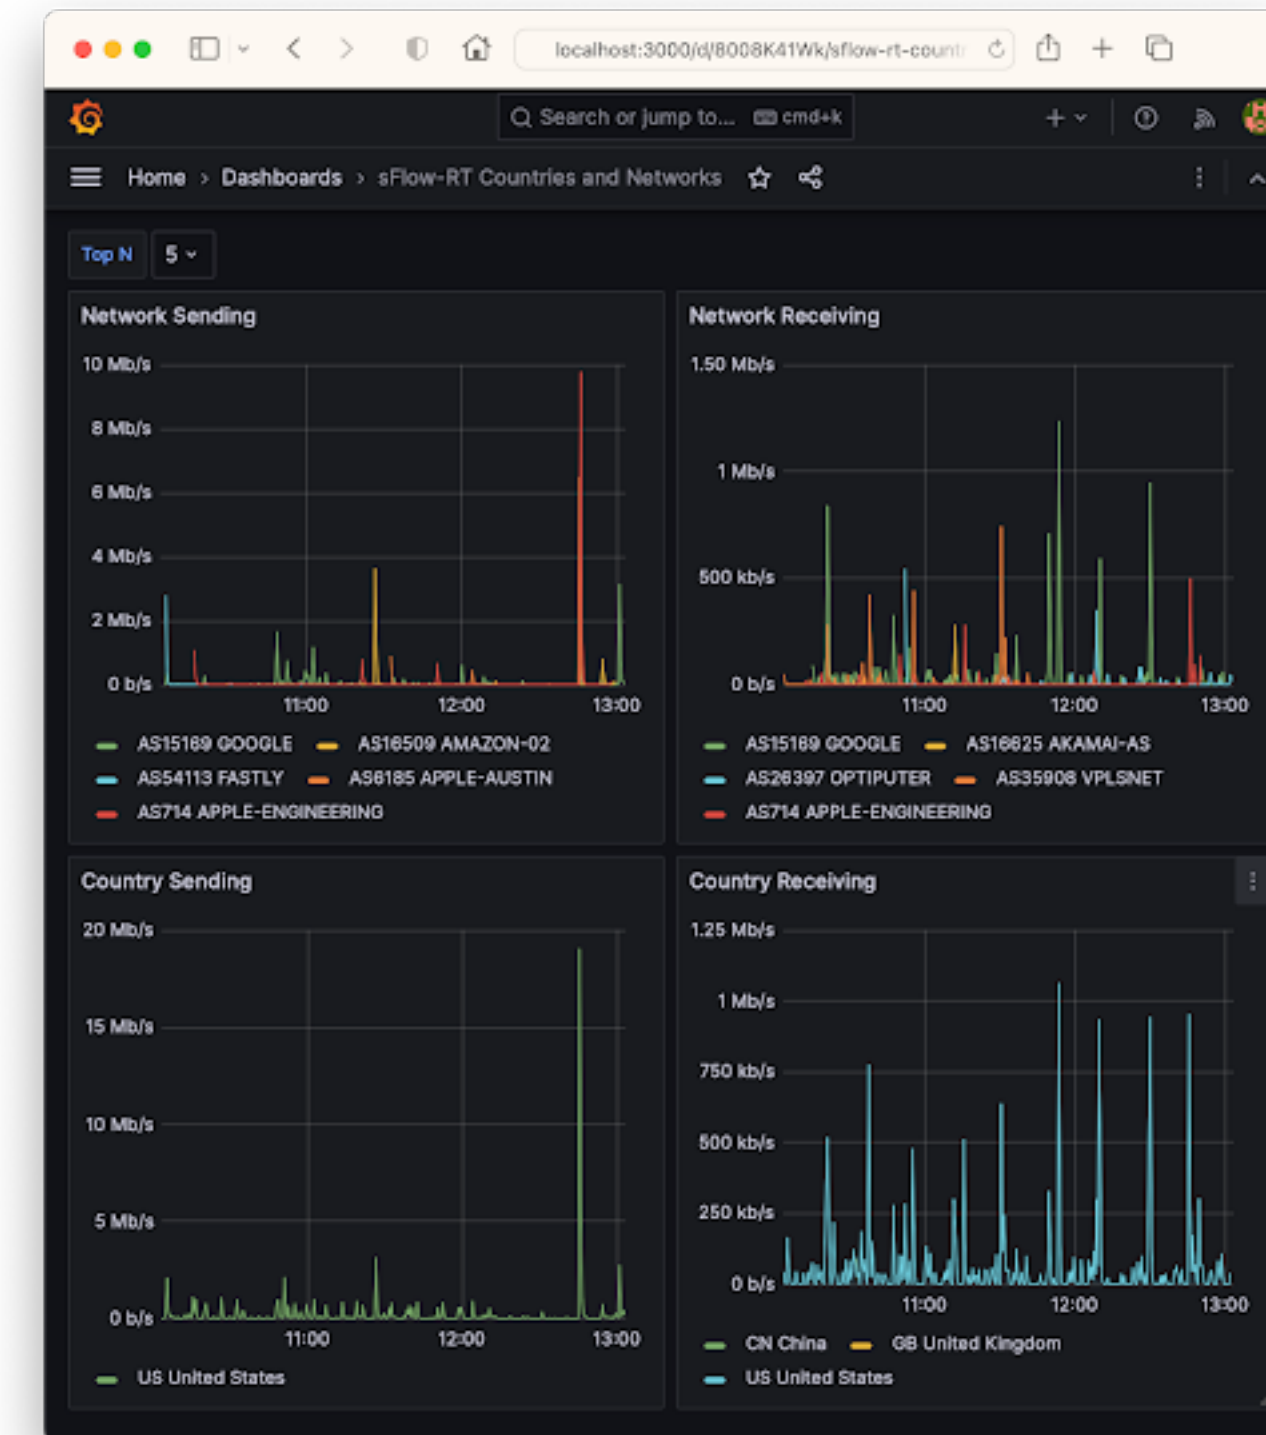 localhost:3000/d/8008K41Wk/sflow-rt-count
Search or jump to... cmd+k
Home > Dashboards > sFlow-RT Countries and Networks
Top N 5
Network Sending
10 Mb/s
8 Mb/s
6 Mb/s
4 Mb/s
2 Mb/s
0 b/s
11:00 12:00 13:00
AS15169 GOOGLE AS16509 AMAZON-02
AS54113 FASTLY AS6185 APPLE-AUSTIN
AS714 APPLE-ENGINEERING
Network Receiving
1.50 Mb/s
1 Mb/s
500 kb/s
0 b/s
11:00 12:00 13:00
AS15169 GOOGLE AS16625 AKAMAI-AS
AS26397 OPTIPUTER AS35908 VPLSNET
AS714 APPLE-ENGINEERING
Country Sending
20 Mb/s
15 Mb/s
10 Mb/s
5 Mb/s
0 b/s
11:00 12:00 13:00
US United States
Country Receiving
1.25 Mb/s
1 Mb/s
750 kb/s
500 kb/s
250 kb/s
0 b/s
11:00 12:00 13:00
CN China GB United Kingdom
US United States